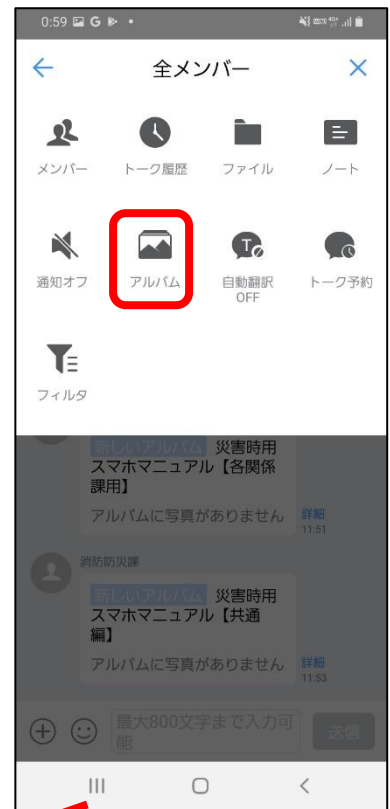 0:59 G
全メンバー
メンバー トーク履歴 ファイル ノート
通知オフ アルバム 自動翻訳 トーク予約
OFF
フィルタ
新しいアルバム 災害時用
スマホマニュアル【各関係
課用】
アルバムに写真がありません 詳細
11:51
消防防災課
新しいアルバム 災害時用
スマホマニュアル【共通
編】
アルバムに写真がありません 詳細
11:53
最大800文字まで入力可
能
送信